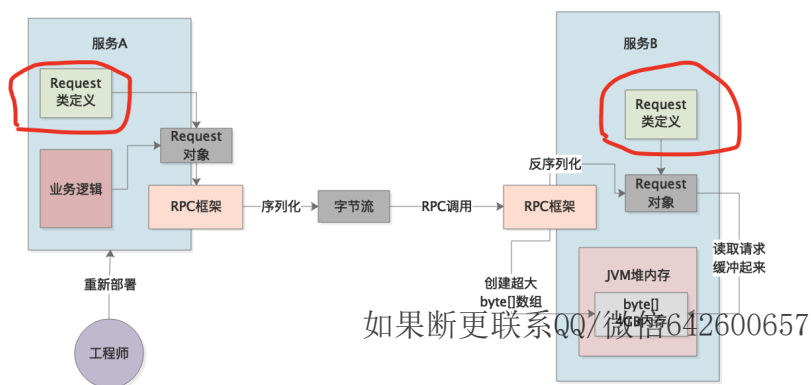 服务A
Request
类定义
业务逻辑
Request
对象
RPC框架
序列化
字节流
RPC调用
重新部署
工程师
服务B
Request
类定义
反序列化
Request
对象
RPC框架
读取请求
缓冲起来
创建超大
byte[]数组
JVM堆内存
byte[]
4GB内存
如果断更联系QQ/微信642600657